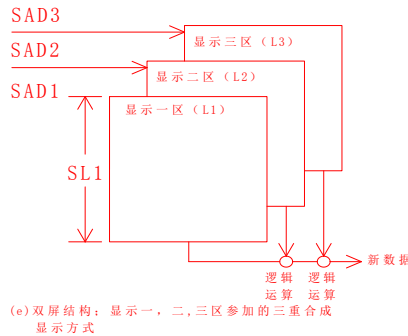 SAD3
显示三区（L3）
SAD2
显示二区（L2）
SAD1
显示一区（L1）
SL1
新数据
逻辑 逻辑
运算 运算
(e)双屏结构；显示一，二,三区参加的三重合成
显示方式